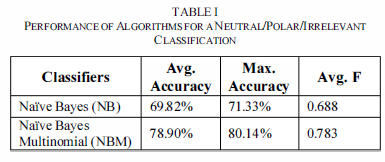 TABLE I
PERFORMANCE OF ALGORITHMS FOR A NEUTRAL/POLAR/IRRELEVANT
CLASSIFICATION
Classifiers Avg. Accuracy Max. Accuracy Avg. F
Naïve Bayes (NB) 69.82% 71.33% 0.688
Naïve Bayes Multinomial (NBM) 78.90% 80.14% 0.783